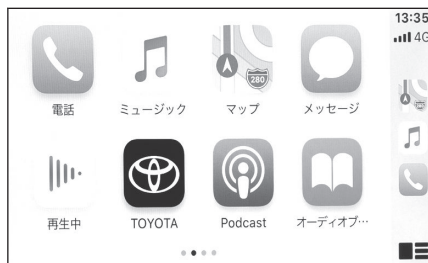 13:35
4G
電話
ミュージック
マップ
280
メッセージ
再生中
TOYOTA
Podcast
オーディオブ…